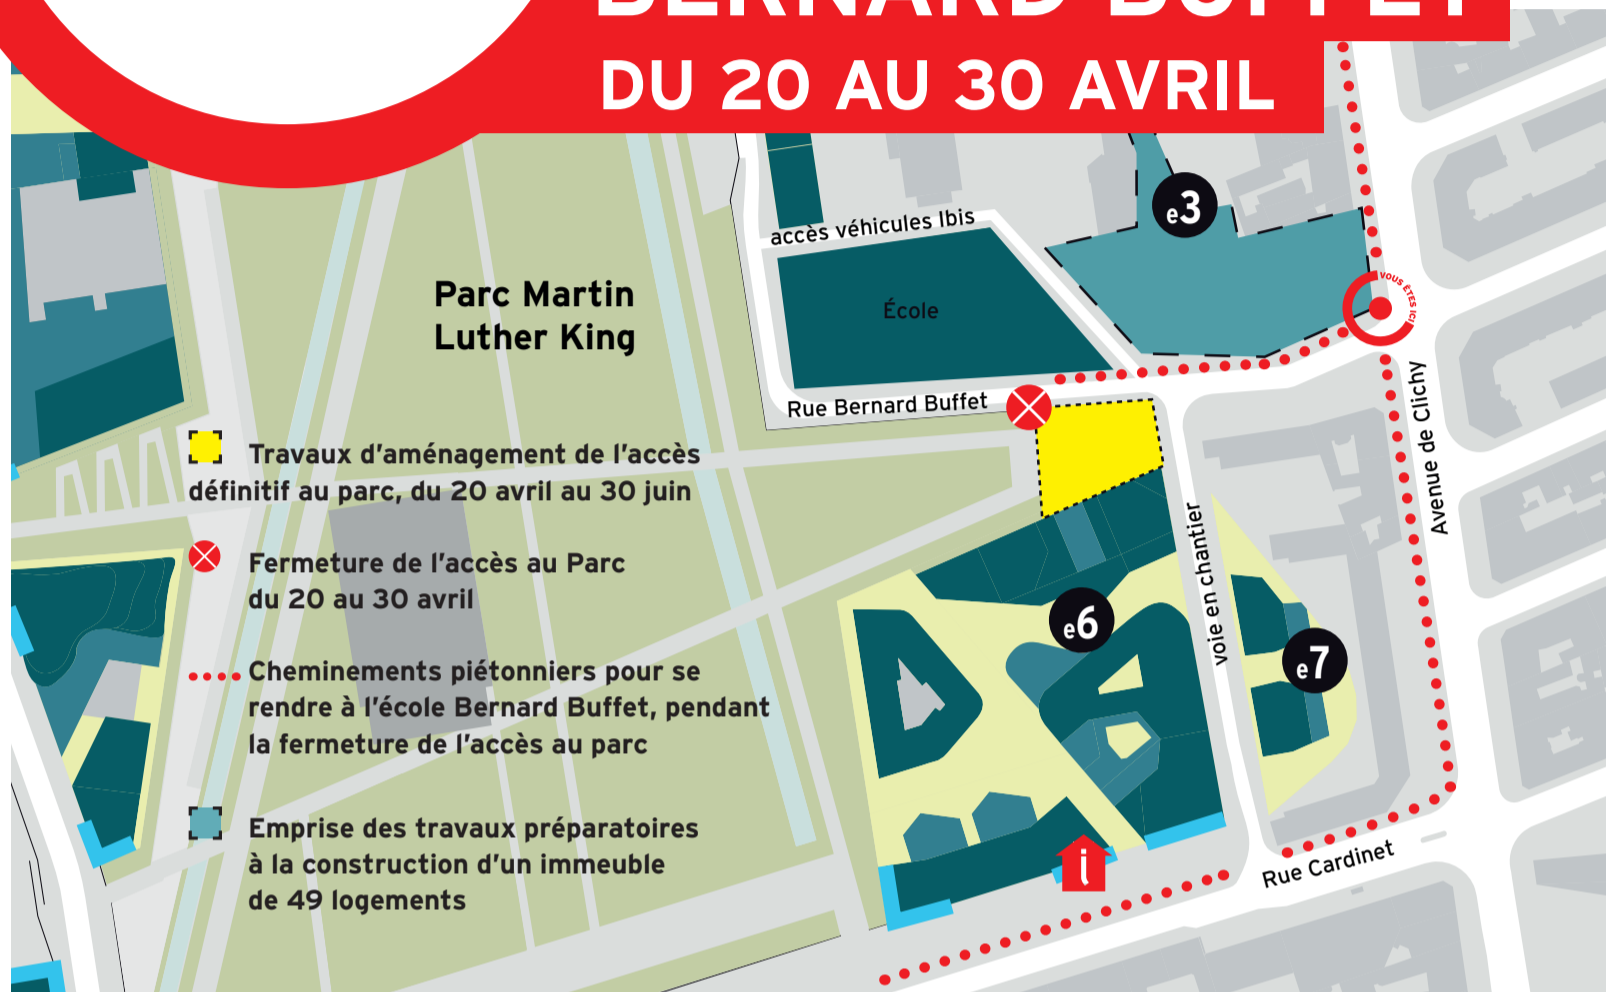 BERNARD BUFFET
DU 20 AU 30 AVRIL
e3
accès véhicules Ibis
Parc Martin
Luther King
École
VOUS ÊTES ICI
Rue Bernard Buffet
Avenue de Clichy
Travaux d'aménagement de l'accès
définitif au parc, du 20 avril au 30 juin
Fermeture de l'accès au Parc
du 20 au 30 avril
voie en chantier
e6
e7
Cheminements piétonniers pour se
rendre à l'école Bernard Buffet, pendant
la fermeture de l'accès au parc
Emprise des travaux préparatoires
à la construction d'un immeuble
de 49 logements
i
Rue Cardinet